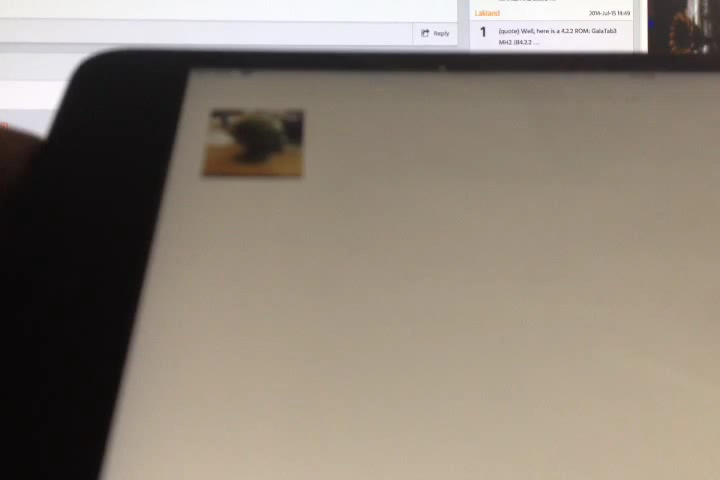 Lakland 2014-Jul-15 14:49
Reply
1 (quote) Well, here is a 4.2.2 ROM: GalaTab3
MH2 (B4.2.2 ....